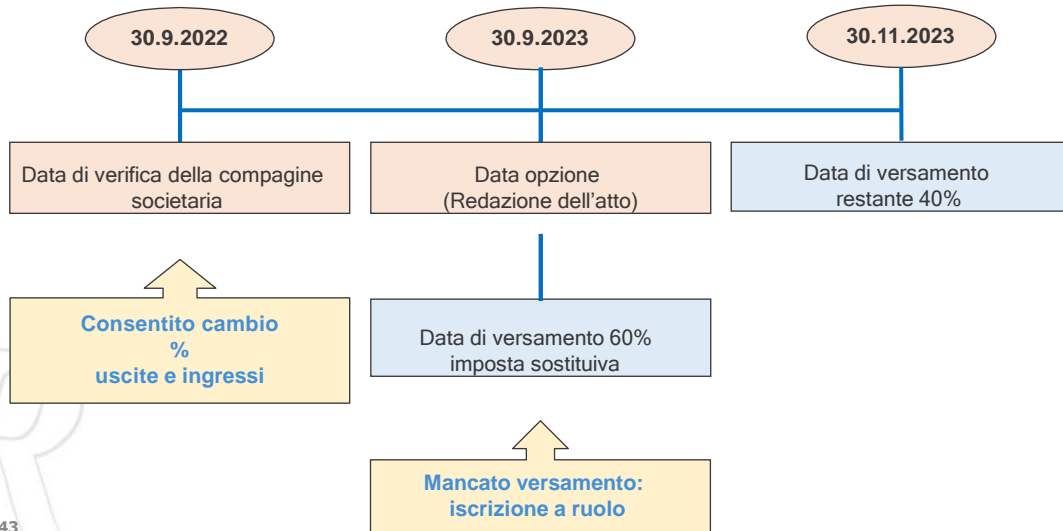 30.9.2022
30.9.2023
30.11.2023
Data di verifica della compagine
societaria
Data opzione
(Redazione dell'atto)
Data di versamento
restante 40%
Consentito cambio
%
uscite e ingressi
Data di versamento 60%
imposta sostitutiva
Mancato versamento:
iscrizione a ruolo
43